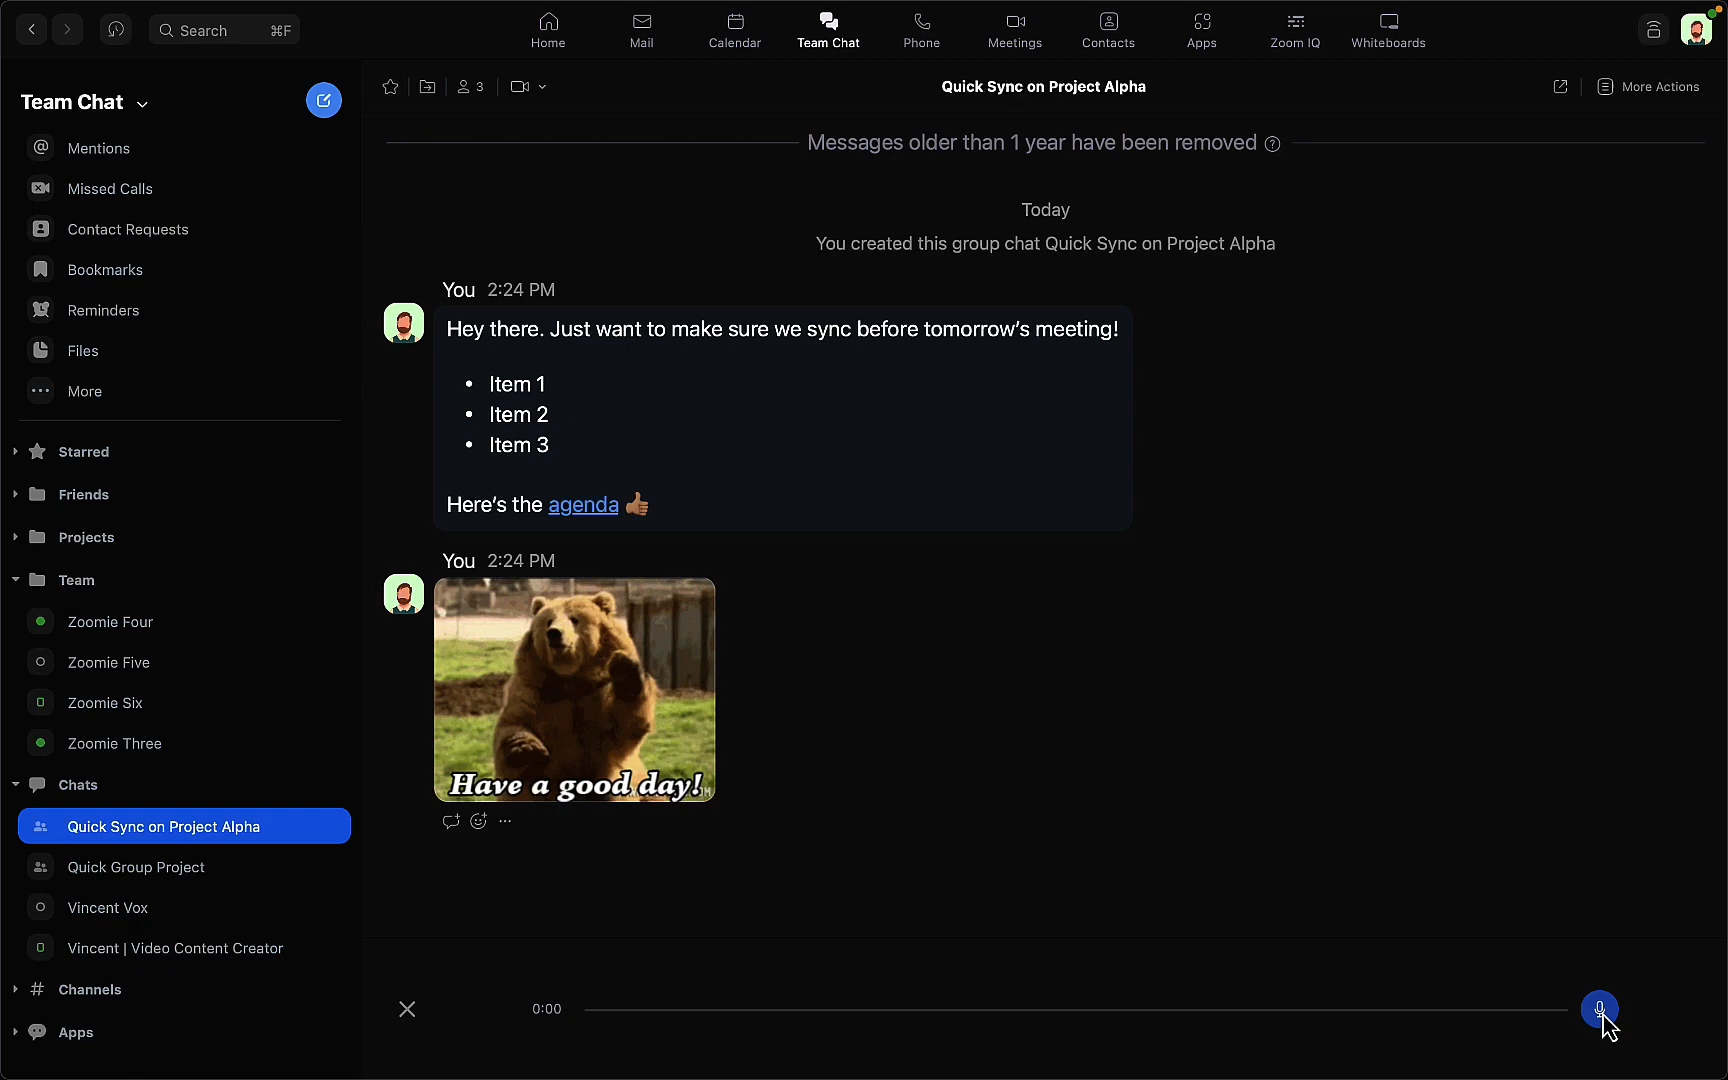 Search ⌘F
Home
Mail
Calendar
Team Chat
Phone
Meetings
Contacts
Apps
Zoom IQ
Whiteboards
Team Chat
Mentions
Missed Calls
Contact Requests
Bookmarks
Reminders
Files
More
Starred
Friends
Projects
Team
Zoomie Four
Zoomie Five
Zoomie Six
Zoomie Three
Chats
Quick Sync on Project Alpha
Quick Group Project
Vincent Vox
Vincent | Video Content Creator
# Channels
Apps
3
Quick Sync on Project Alpha
More Actions
Messages older than 1 year have been removed
Today
You created this group chat Quick Sync on Project Alpha
You 2:24 PM
Hey there. Just want to make sure we sync before tomorrow's meeting!
• Item 1
• Item 2
• Item 3
Here's the agenda 👍🏾
You 2:24 PM
Have a good day!
0:00